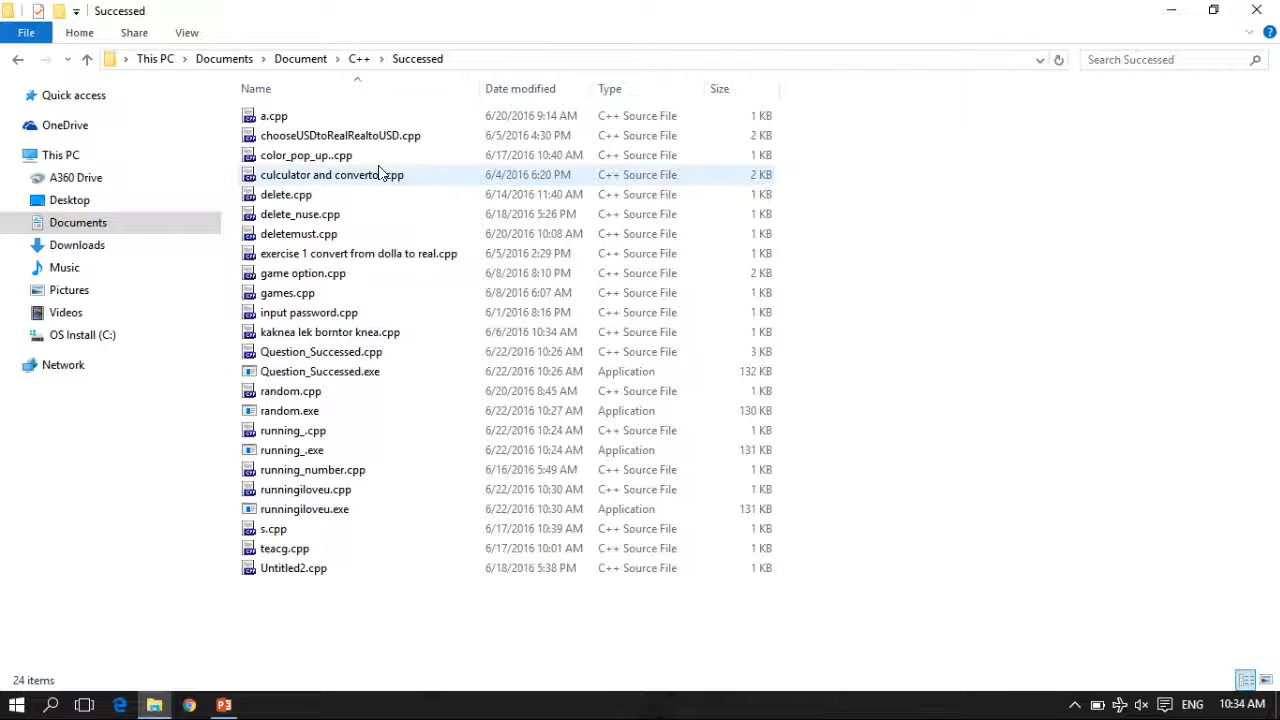 Successed
File Home Share View
This PC Documents Document C++ Successed
Search Successed
Name Date modified Type Size
Quick access
OneDrive
This PC
A360 Drive
Desktop
Documents
Downloads
Music
Pictures
Videos
OS Install (C:)
Network
a.cpp 6/20/2016 9:14 AM C++ Source File 1 KB
chooseUSDtoRealRealtoUSD.cpp 6/5/2016 4:30 PM C++ Source File 2 KB
color_pop_up..cpp 6/17/2016 10:40 AM C++ Source File 1 KB
culculator and converto cpp 6/4/2016 6:20 PM C++ Source File 2 KB
delete.cpp 6/14/2016 11:40 AM C++ Source File 1 KB
delete_nuse.cpp 6/18/2016 5:26 PM C++ Source File 1 KB
deletemust.cpp 6/20/2016 10:08 AM C++ Source File 1 KB
exercise 1 convert from dolla to real.cpp 6/5/2016 2:29 PM C++ Source File 1 KB
game option.cpp 6/8/2016 8:10 PM C++ Source File 2 KB
games.cpp 6/8/2016 6:07 AM C++ Source File 1 KB
input password.cpp 6/1/2016 8:16 PM C++ Source File 1 KB
kaknea lek borntor knea.cpp 6/6/2016 10:34 AM C++ Source File 1 KB
Question_Successed.cpp 6/22/2016 10:26 AM C++ Source File 3 KB
Question_Successed.exe 6/22/2016 10:26 AM Application 132 KB
random.cpp 6/20/2016 8:45 AM C++ Source File 1 KB
random.exe 6/22/2016 10:27 AM Application 130 KB
running_.cpp 6/22/2016 10:24 AM C++ Source File 1 KB
running_.exe 6/22/2016 10:24 AM Application 131 KB
running_number.cpp 6/16/2016 5:49 AM C++ Source File 1 KB
runningiloveu.cpp 6/22/2016 10:30 AM C++ Source File 1 KB
runningiloveu.exe 6/22/2016 10:30 AM Application 131 KB
s.cpp 6/17/2016 10:39 AM C++ Source File 1 KB
teacg.cpp 6/17/2016 10:01 AM C++ Source File 1 KB
Untitled2.cpp 6/18/2016 5:38 PM C++ Source File 1 KB
24 items
ENG 10:34 AM